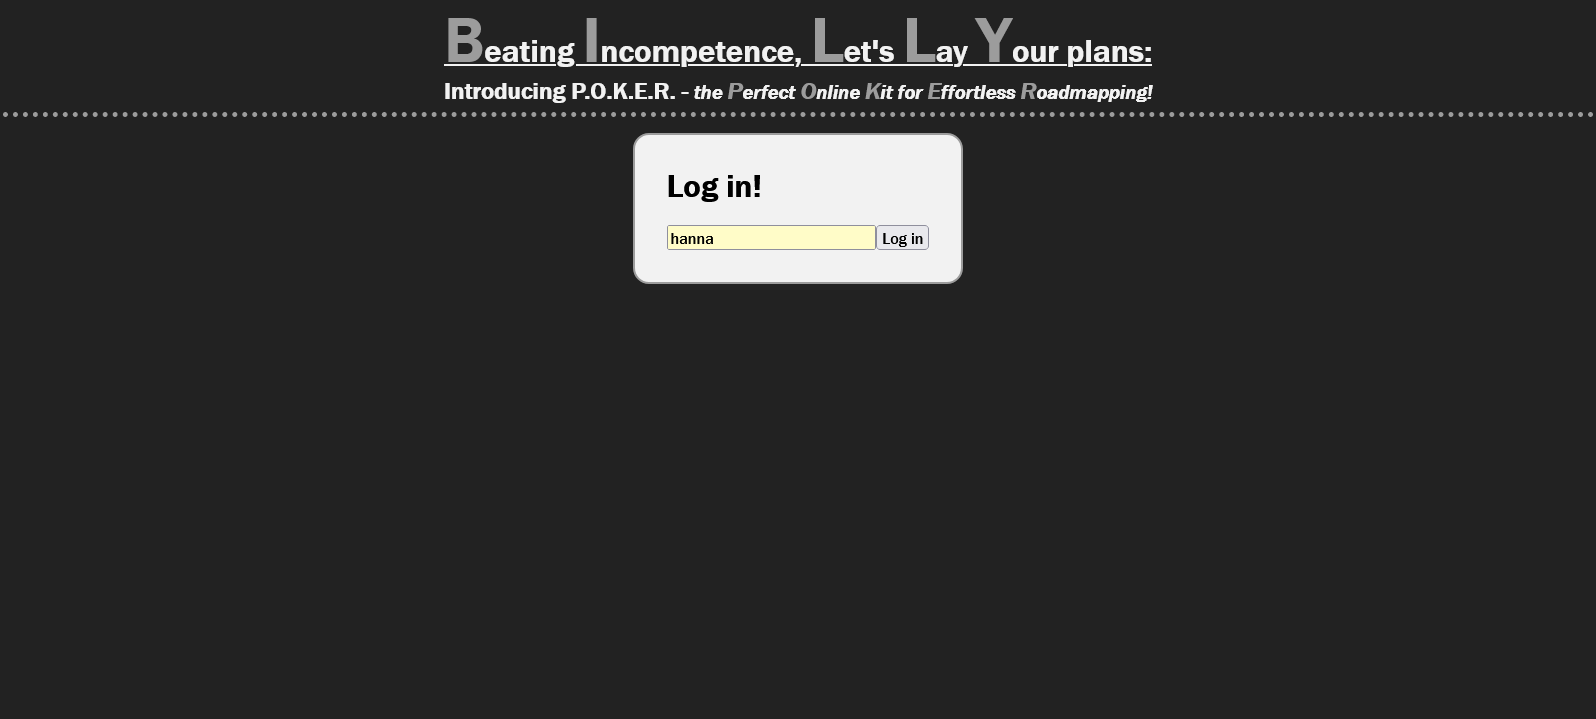 Beating Incompetence, Let's Lay Your plans:
Introducing P.O.K.E.R. - the Perfect Online Kit for Effortless Roadmapping!
Log in!
hanna Log in